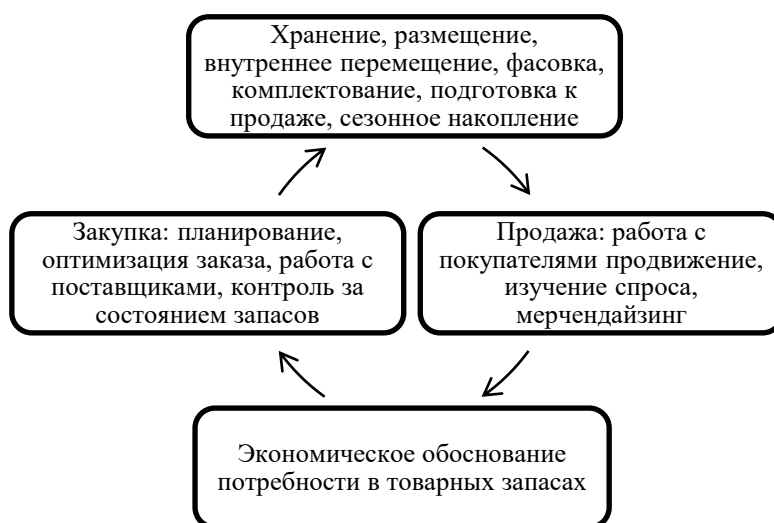 Хранение, размещение,
внутреннее перемещение, фасовка,
комплектование, подготовка к
продаже, сезонное накопление
Закупка: планирование,
оптимизация заказа, работа с
поставщиками, контроль за
состоянием запасов
Продажа: работа с
покупателями продвижение,
изучение спроса,
мерчендайзинг
Экономическое обоснование
потребности в товарных запасах